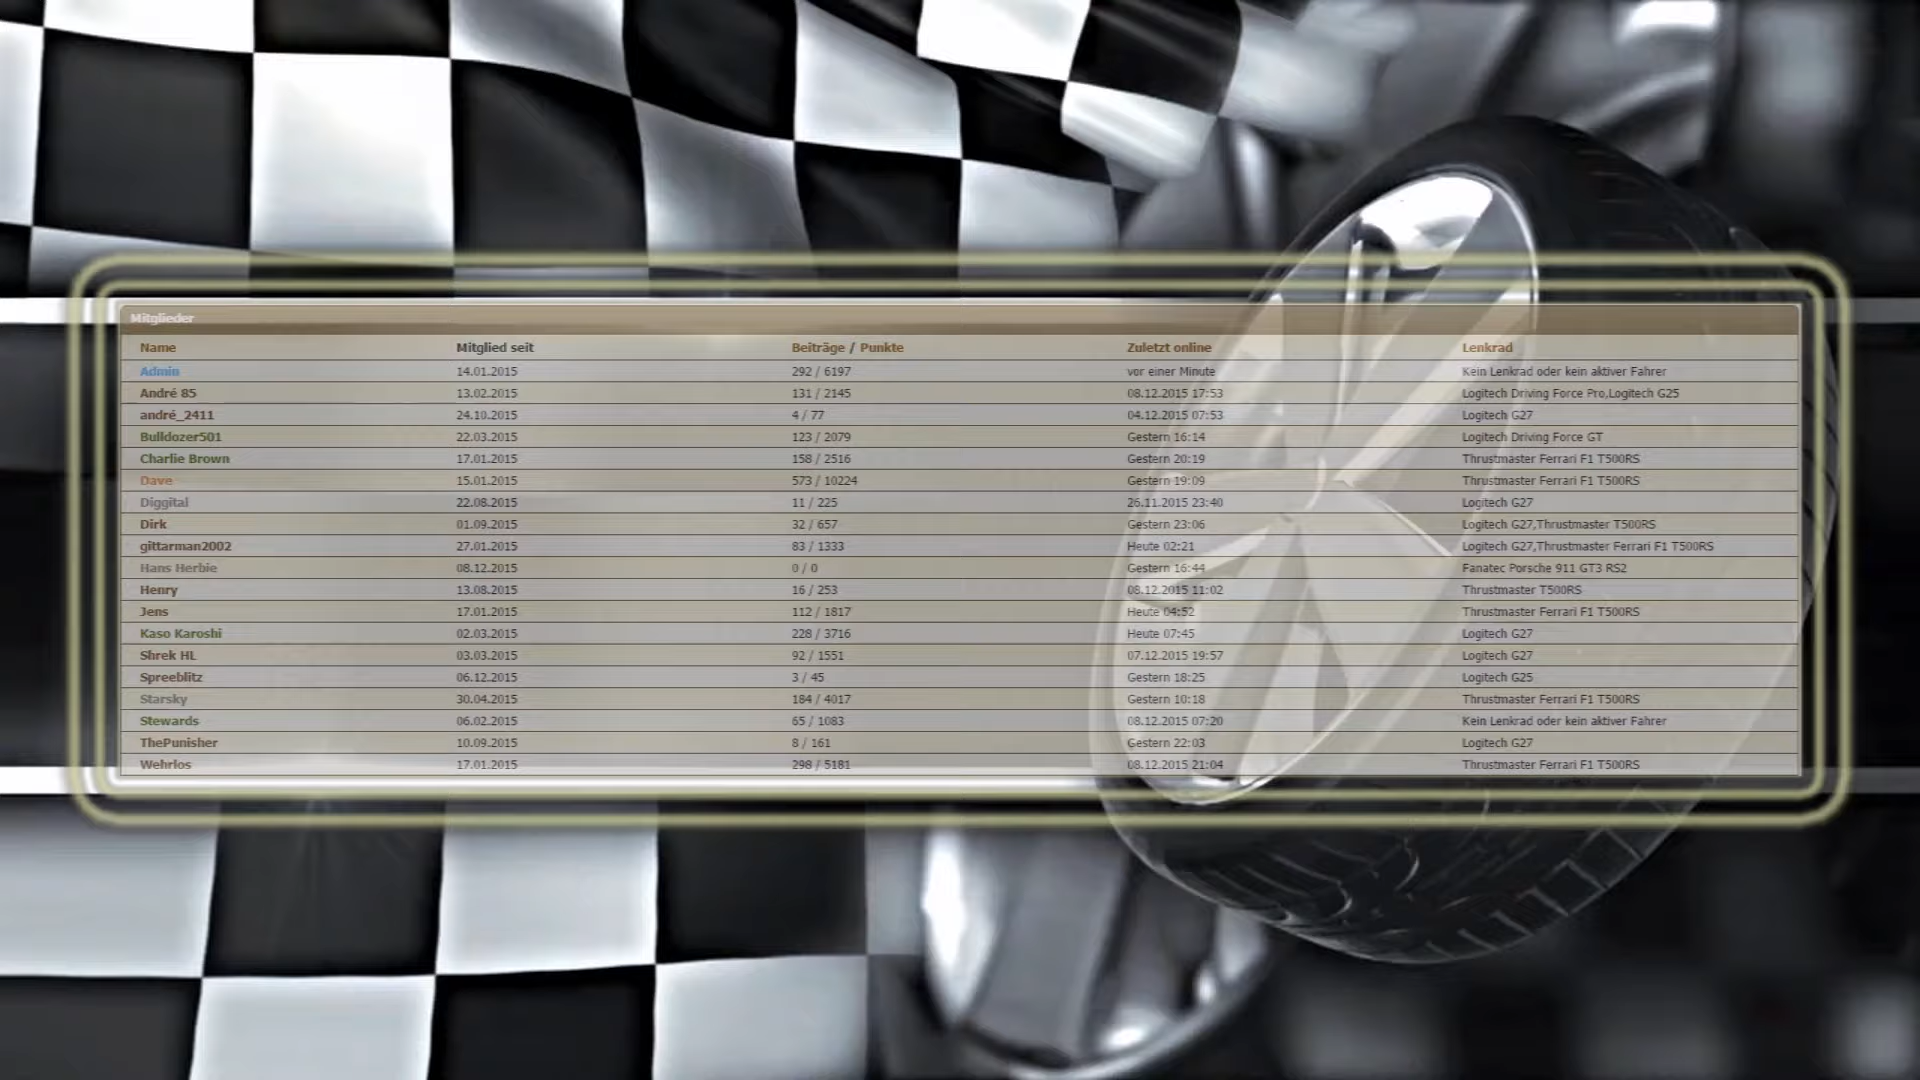 Mitglieder
Name Mitglied seit Beiträge / Punkte Zuletzt online Lenkrad
Admin 14.01.2015 292 / 6197 vor einer Minute Kein Lenkrad oder kein aktiver Fahrer
André 85 13.02.2015 131 / 2145 08.12.2015 17:53 Logitech Driving Force Pro,Logitech G25
andré_2411 24.10.2015 4 / 77 04.12.2015 07:53 Logitech G27
Bulldozer501 22.03.2015 123 / 2079 Gestern 16:14 Logitech Driving Force GT
Charlie Brown 17.01.2015 158 / 2516 Gestern 20:19 Thrustmaster Ferrari F1 T500RS
Dave 15.01.2015 573 / 10224 Gestern 19:09 Thrustmaster Ferrari F1 T500RS
Diggital 22.08.2015 11 / 225 26.11.2015 23:40 Logitech G27
Dirk 01.09.2015 32 / 657 Gestern 23:06 Logitech G27,Thrustmaster T500RS
gittarman2002 27.01.2015 83 / 1333 Heute 02:21 Logitech G27,Thrustmaster Ferrari F1 T500RS
Hans Herbie 08.12.2015 0 / 0 Gestern 16:44 Fanatec Porsche 911 GT3 RS2
Henry 13.08.2015 16 / 253 08.12.2015 11:02 Thrustmaster T500RS
Jens 17.01.2015 112 / 1817 Heute 04:52 Thrustmaster Ferrari F1 T500RS
Kaso Karoshi 02.03.2015 228 / 3716 Heute 07:45 Logitech G27
Shrek HL 03.03.2015 92 / 1551 07.12.2015 19:57 Logitech G27
Spreeblitz 06.12.2015 3 / 45 Gestern 18:25 Logitech G25
Starsky 30.04.2015 184 / 4017 Gestern 10:18 Thrustmaster Ferrari F1 T500RS
Stewards 06.02.2015 65 / 1083 08.12.2015 07:20 Kein Lenkrad oder kein aktiver Fahrer
ThePunisher 10.09.2015 8 / 161 Gestern 22:03 Logitech G27
Wehrlos 17.01.2015 298 / 5181 08.12.2015 21:04 Thrustmaster Ferrari F1 T500RS